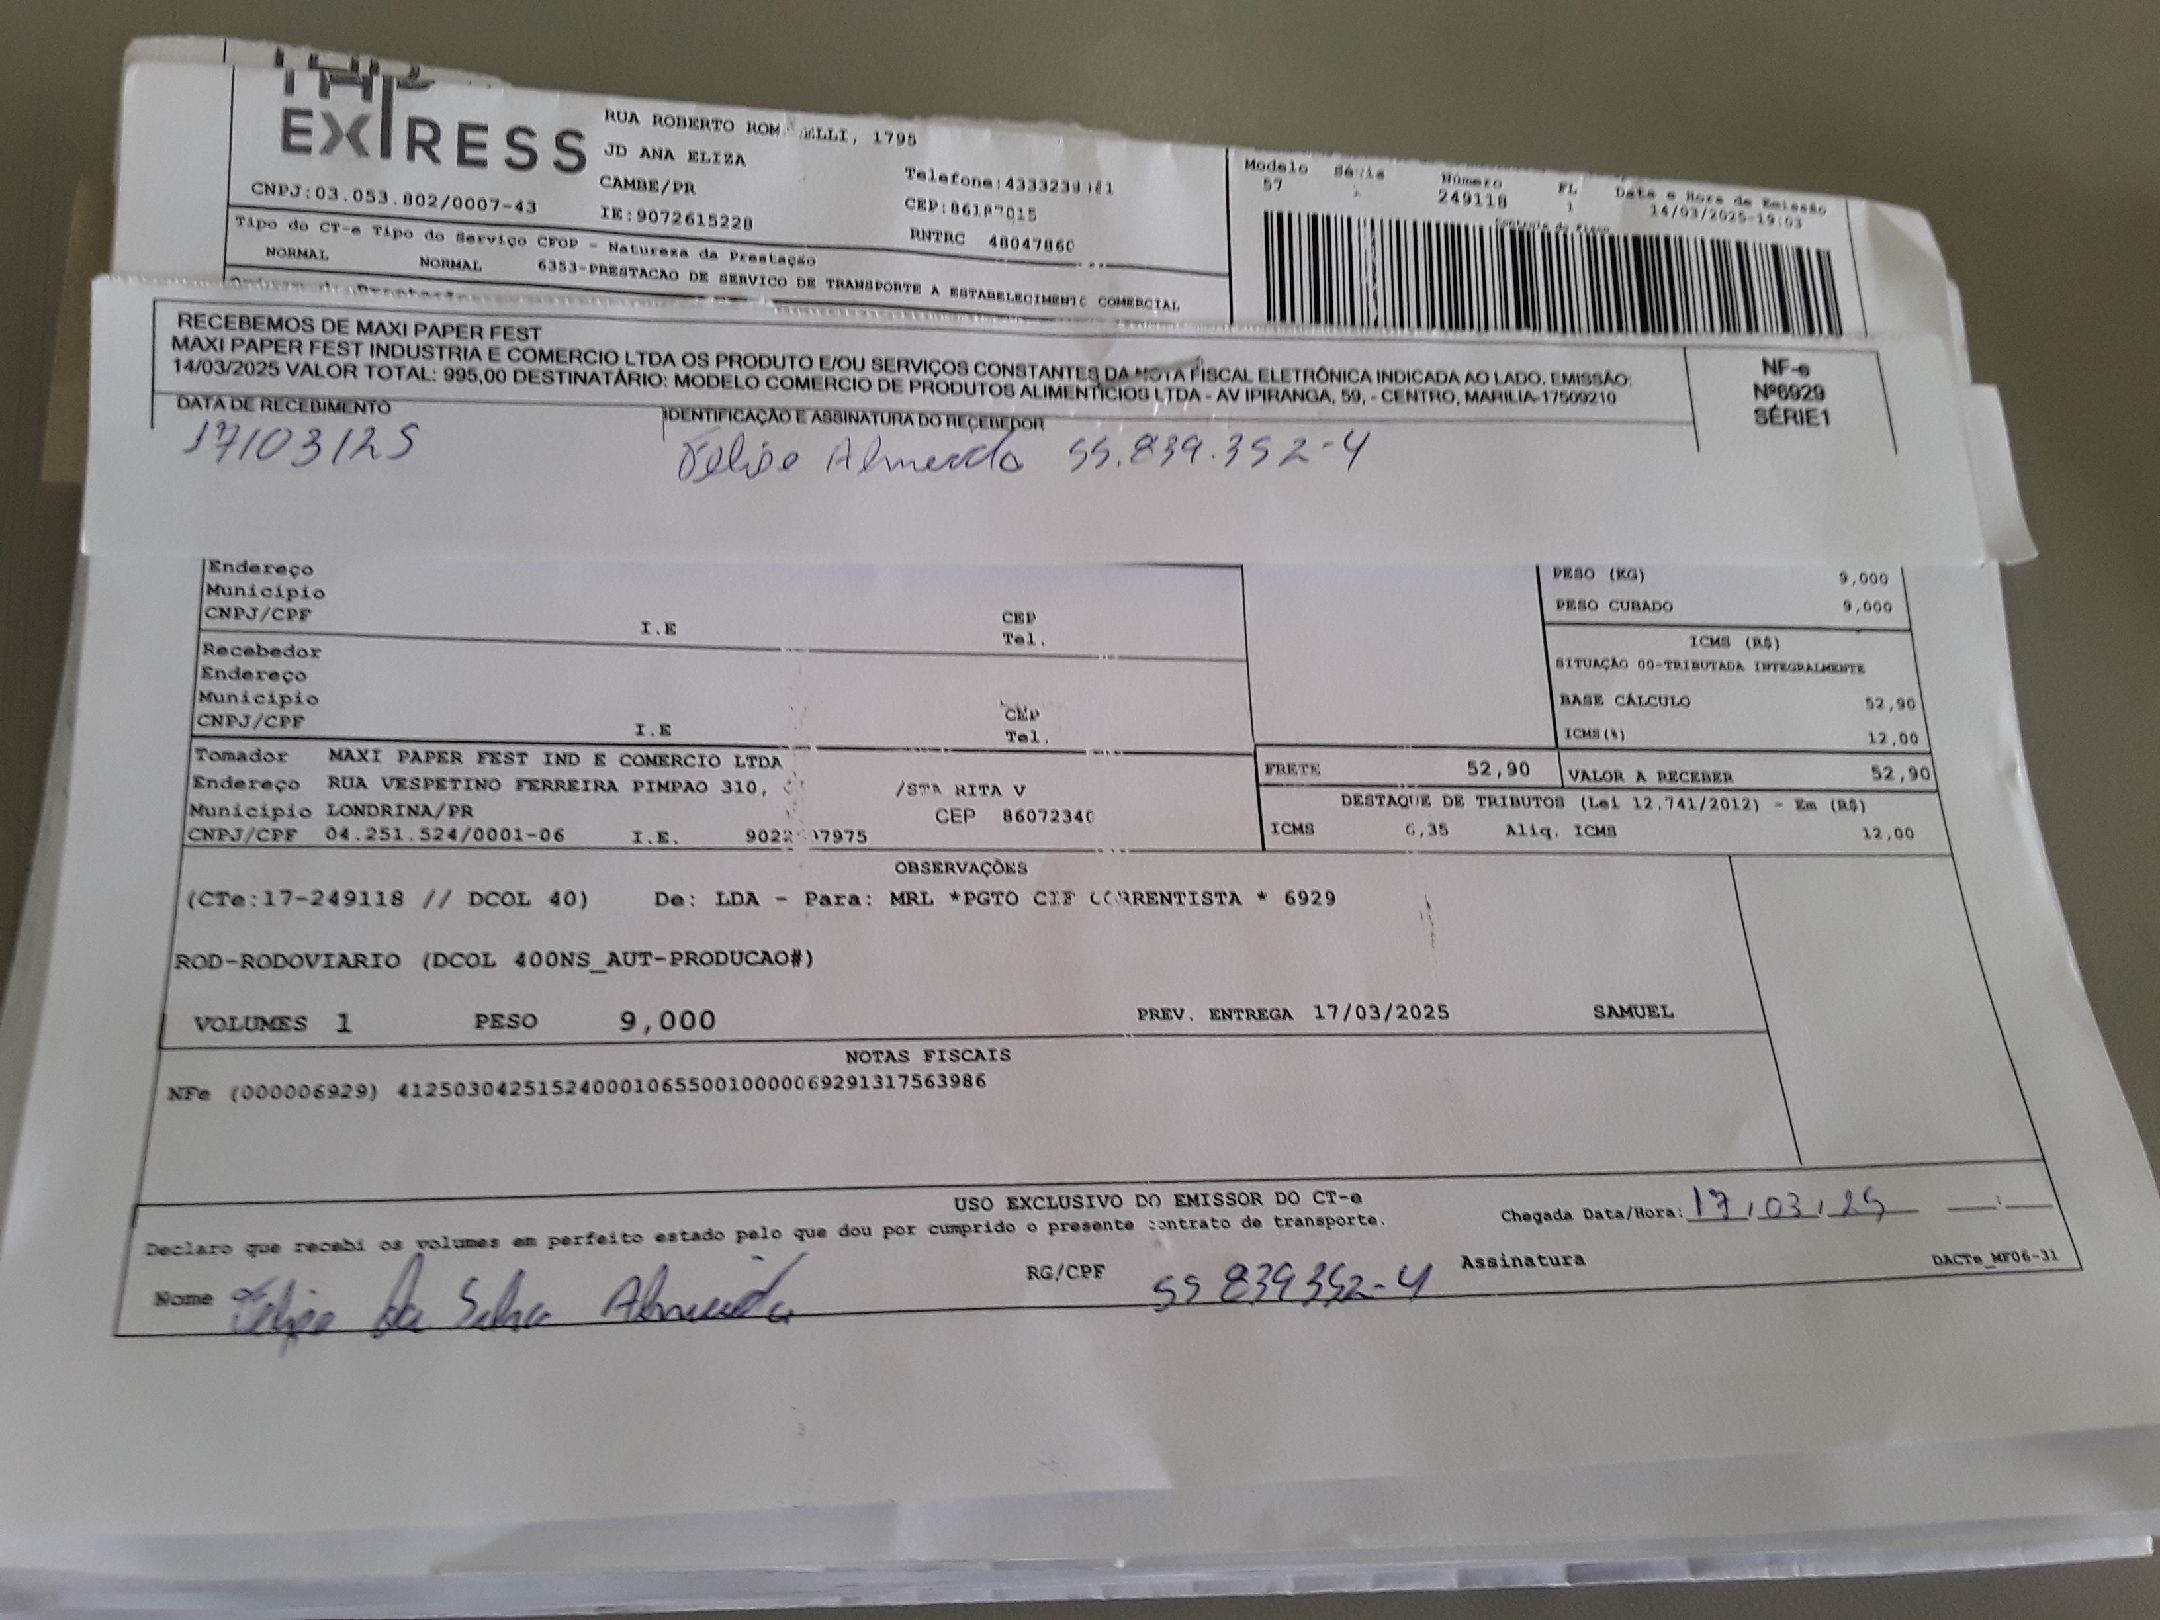 EXPRESS
RUA ROBERTO 1795
JD ANA ELIZA
CAMBE/PR
CNPJ:03.053.802/0007-43
IE:9072615228
RNTRC 48047860
Modelo Série Número FL Data e Hora de Emissão
57 249118 1 14/03/2025-19:03
Controle do Fisco
Tipo do CT-e Tipo do Serviço CFOP - Natureza da Prestação
NORMAL NORMAL 6353-PRESTACAO DE SERVICO DE TRANSPORTE A ESTABELECIMENTO COMERCIAL
RECEBEMOS DE MAXI PAPER FEST
MAXI PAPER FEST INDUSTRIA E COMERCIO LTDA OS PRODUTO E/OU SERVIÇOS CONSTANTES DA NOTA FISCAL ELETRÔNICA INDICADA AO LADO. EMISSÃO:
14/03/2025 VALOR TOTAL: 995,00 DESTINATÁRIO: MODELO COMERCIO DE PRODUTOS ALIMENTICIOS LTDA - AV IPIRANGA, 59, - CENTRO, MARILIA-17509210
NF-e
Nº6929
SÉRIE1
DATA DE RECEBIMENTO
IDENTIFICAÇÃO E ASSINATURA DO RECEBEDOR
17/03/25
Felipe Almeida 55.839.352-4
Endereço
Município
CNPJ/CPF I.E CEP
Tel.
Recebedor
Endereço
Município
CNPJ/CPF I.E CEP
Tel.
PESO (KG) 9,000
PESO CUBADO 9,000
ICMS (R$)
SITUAÇÃO 00-TRIBUTADA INTEGRALMENTE
BASE CÁLCULO 52,90
ICMS(%) 12,00
Tomador MAXI PAPER FEST IND E COMERCIO LTDA
Endereço RUA VESPETINO FERREIRA PIMPAO 310, /STA RITA V
Município LONDRINA/PR CEP 86072340
CNPJ/CPF 04.251.524/0001-06 I.E.
FRETE 52,90 VALOR A RECEBER 52,90
DESTAQUE DE TRIBUTOS (Lei 12.741/2012) - Em (R$)
ICMS 6,35 Aliq. ICMS 12,00
OBSERVAÇÕES
(CTe:17-249118 // DCOL 40) De: LDA - Para: MRL *PGTO CIF CORRENTISTA * 6929
ROD-RODOVIARIO (DCOL 400NS_AUT-PRODUCAO#)
VOLUMES 1 PESO 9,000 PREV. ENTREGA 17/03/2025 SAMUEL
NOTAS FISCAIS
NFe (000006929) 41250304251524000106550010000069291317563986
USO EXCLUSIVO DO EMISSOR DO CT-e
Declaro que recebi os volumes em perfeito estado pelo que dou por cumprido o presente contrato de transporte.
Chegada Data/Hora: 17/03/25
Nome Felipe Da Silva Almeida RG/CPF 55 839352-4 Assinatura
DACTe_MF06-31